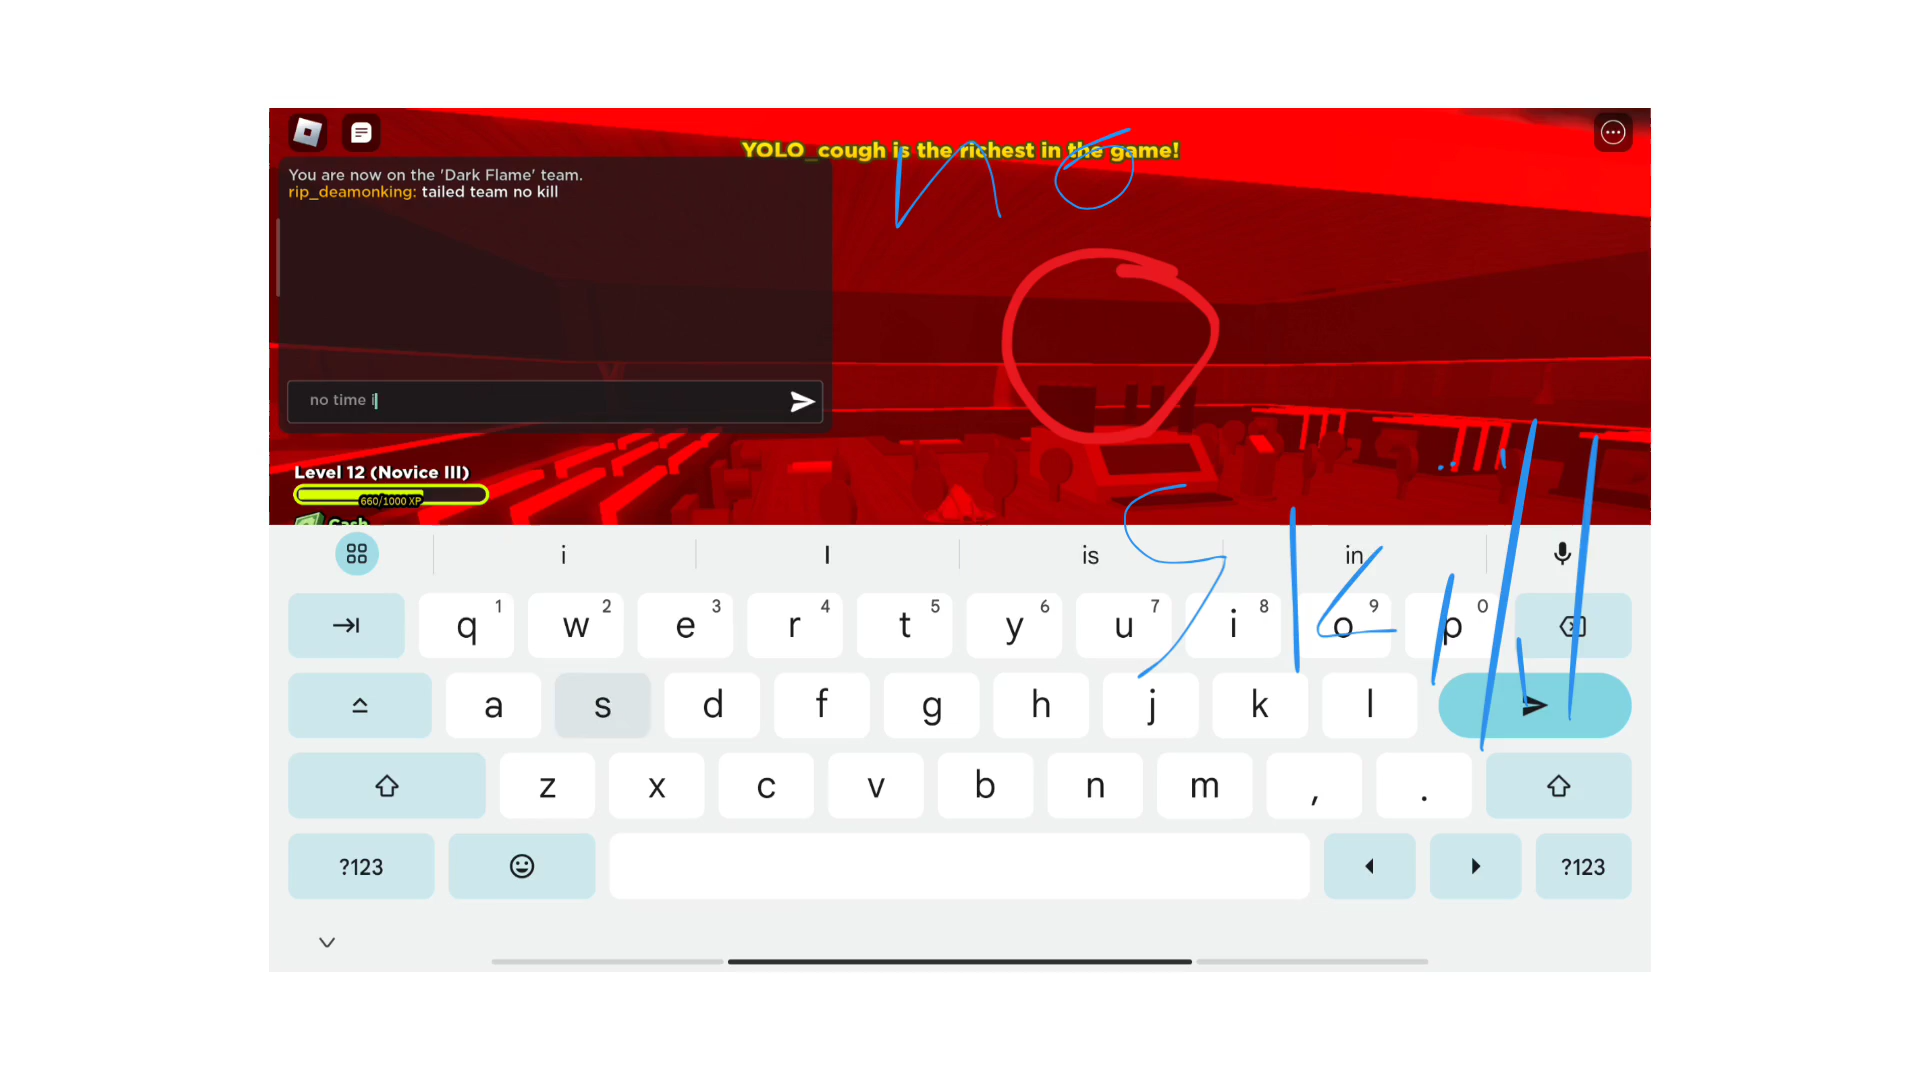 YOLO_cough is the richest in the game!
no
You are now on the 'Dark Flame' team.
rip_deamonking: tailed team no kill
no time i
Level 12 (Novice III)
660/1000 XP
Cash
skill
i I is in
q 1 w 2 e 3 r 4 t 5 y 6 u 7 i 8 o 9 p 0
a s d f g h j k l
z x c v b n m , .
?123 ?123